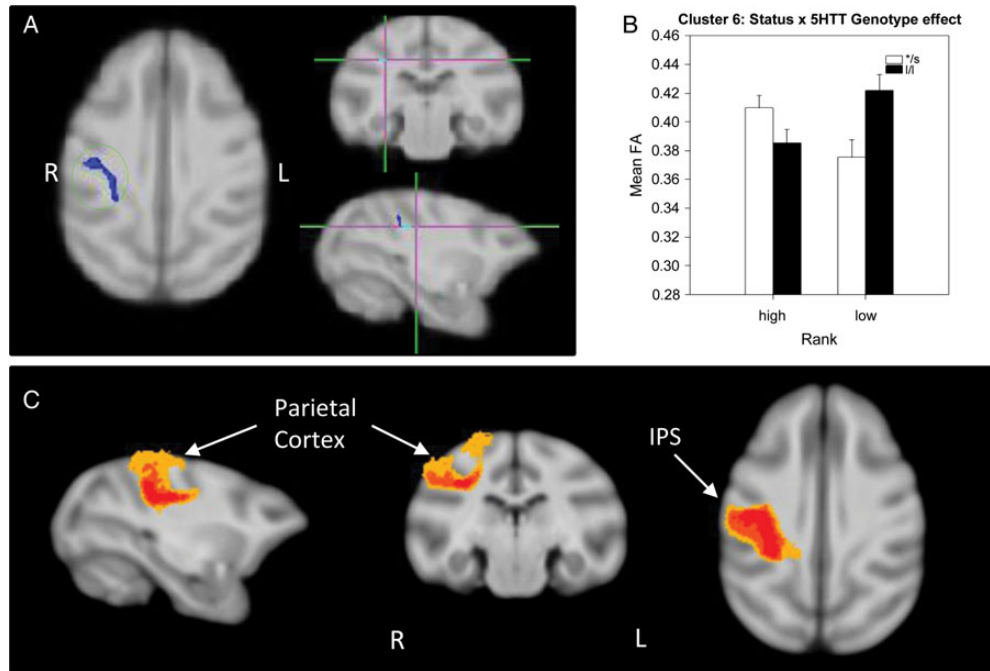 A
R
L
B
Cluster 6: Status x 5HTT Genotype effect
0.46
0.44
0.42
0.40
0.38
0.36
0.34
0.32
0.30
0.28
Mean FA
*/s
l/l
high
low
Rank
C
Parietal
Cortex
IPS
R
L